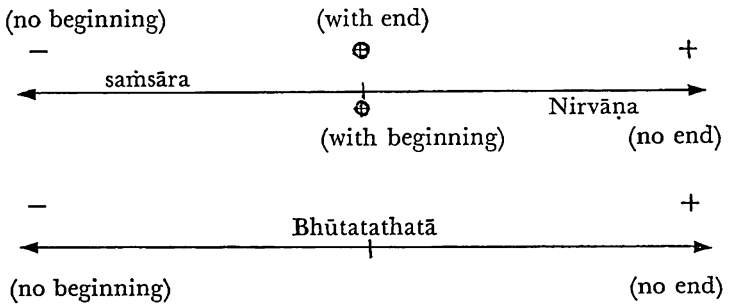 (no beginning) (with end)
− ⊕ +
saṁsāra
⊕ Nirvāṇa
(with beginning) (no end)
− +
Bhūtatathatā
(no beginning) (no end)